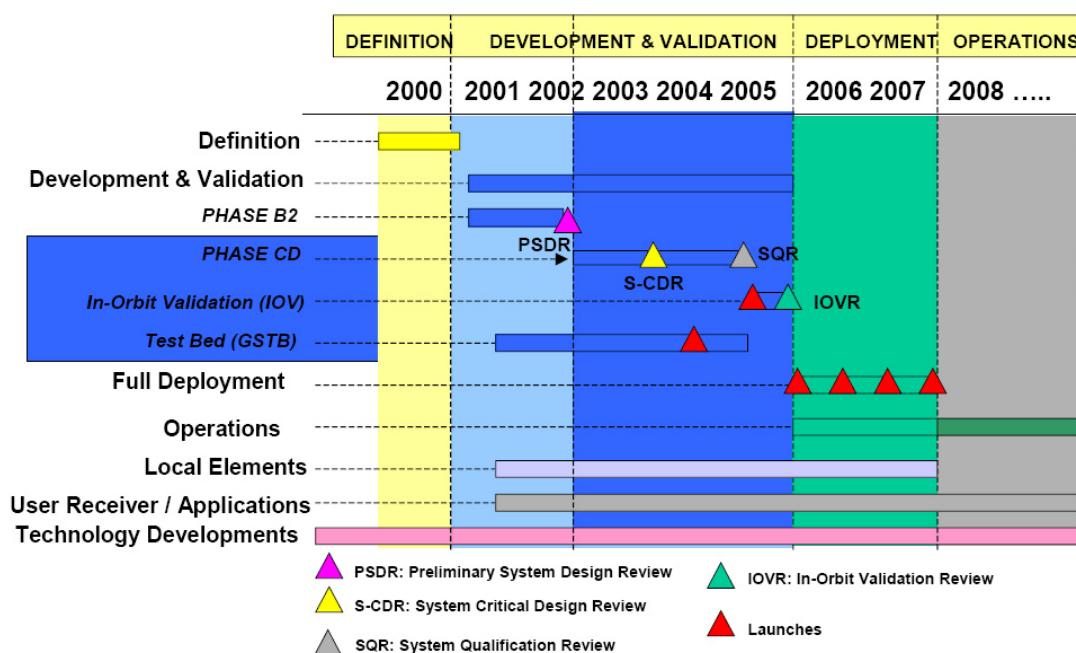 DEFINITION DEVELOPMENT & VALIDATION DEPLOYMENT OPERATIONS
2000 2001 2002 2003 2004 2005 2006 2007 2008 .....
Definition
Development & Validation
PHASE B2
PSDR
PHASE CD
SQR
S-CDR
In-Orbit Validation (IOV)
IOVR
Test Bed (GSTB)
Full Deployment
Operations
Local Elements
User Receiver / Applications
Technology Developments
PSDR: Preliminary System Design Review
IOVR: In-Orbit Validation Review
S-CDR: System Critical Design Review
Launches
SQR: System Qualification Review